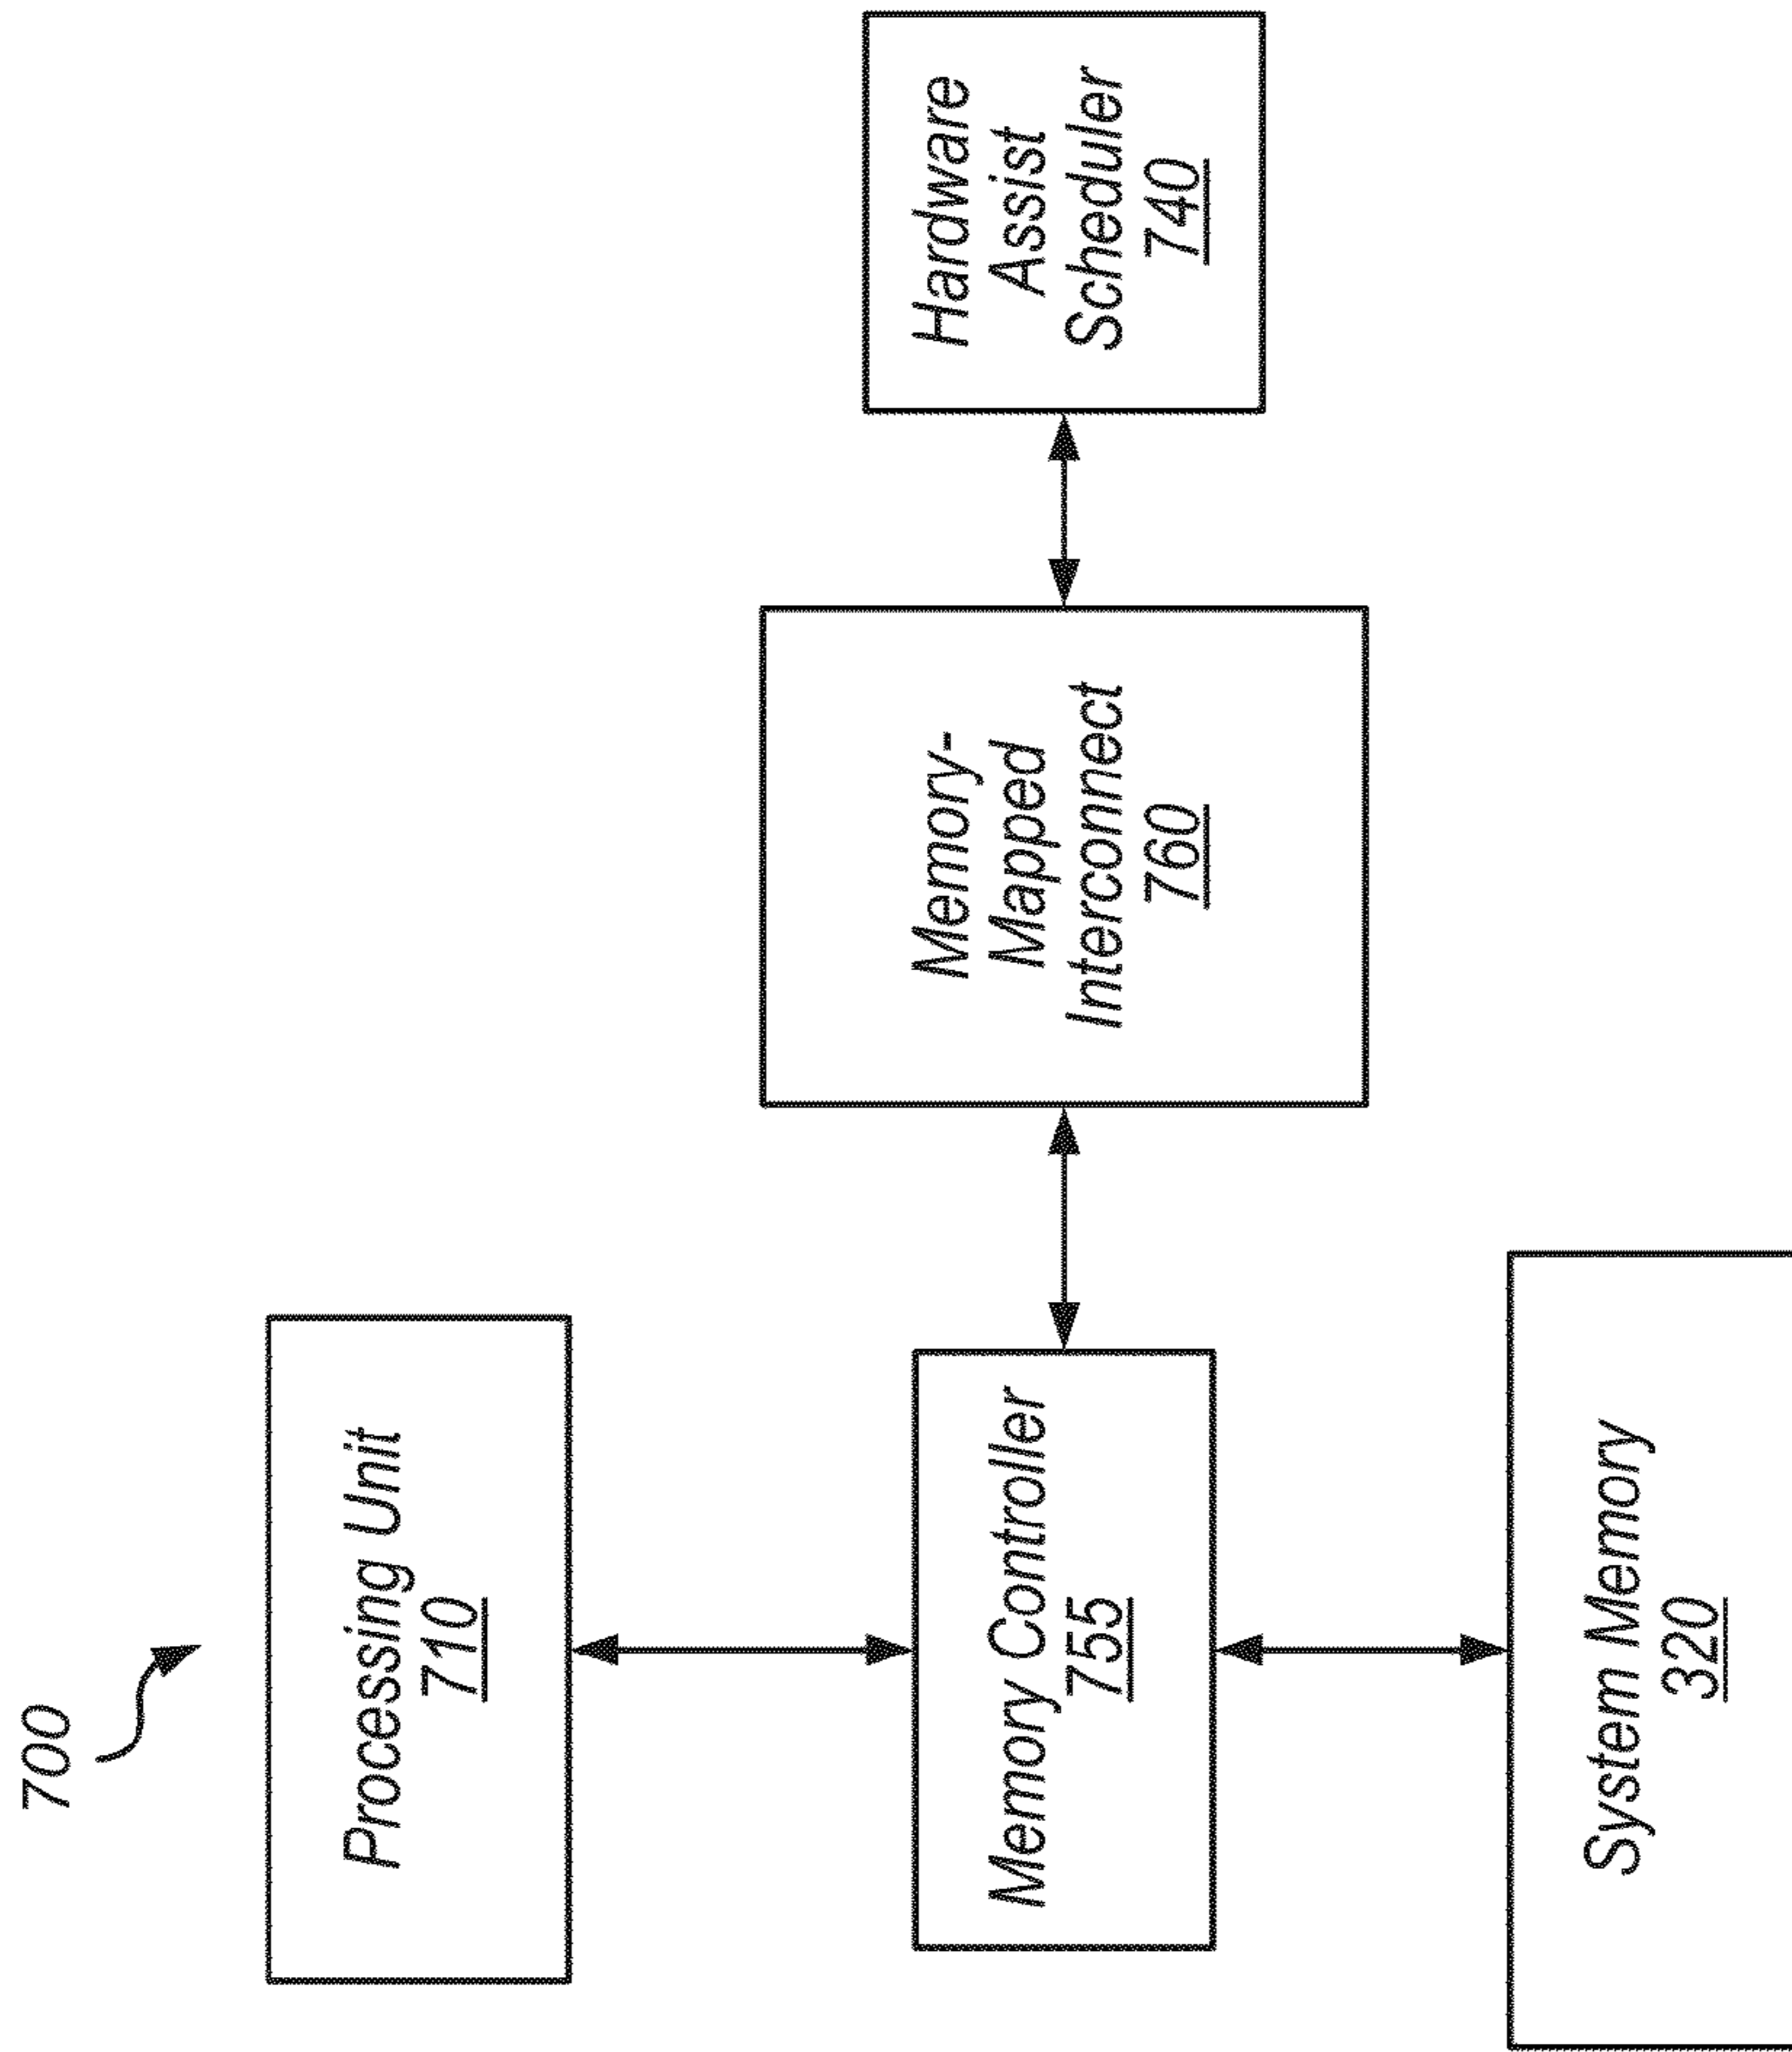 700
Processing Unit
710
Memory Controller
755
System Memory
320
Memory-
Mapped
Interconnect
760
Hardware
Assist
Scheduler
740